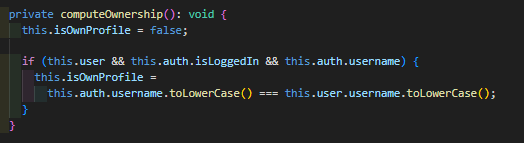 private computeOwnership(): void {
  this.isOwnProfile = false;

  if (this.user && this.auth.isLoggedIn && this.auth.username) {
    this.isOwnProfile =
      this.auth.username.toLowerCase() === this.user.username.toLowerCase();
  }
}